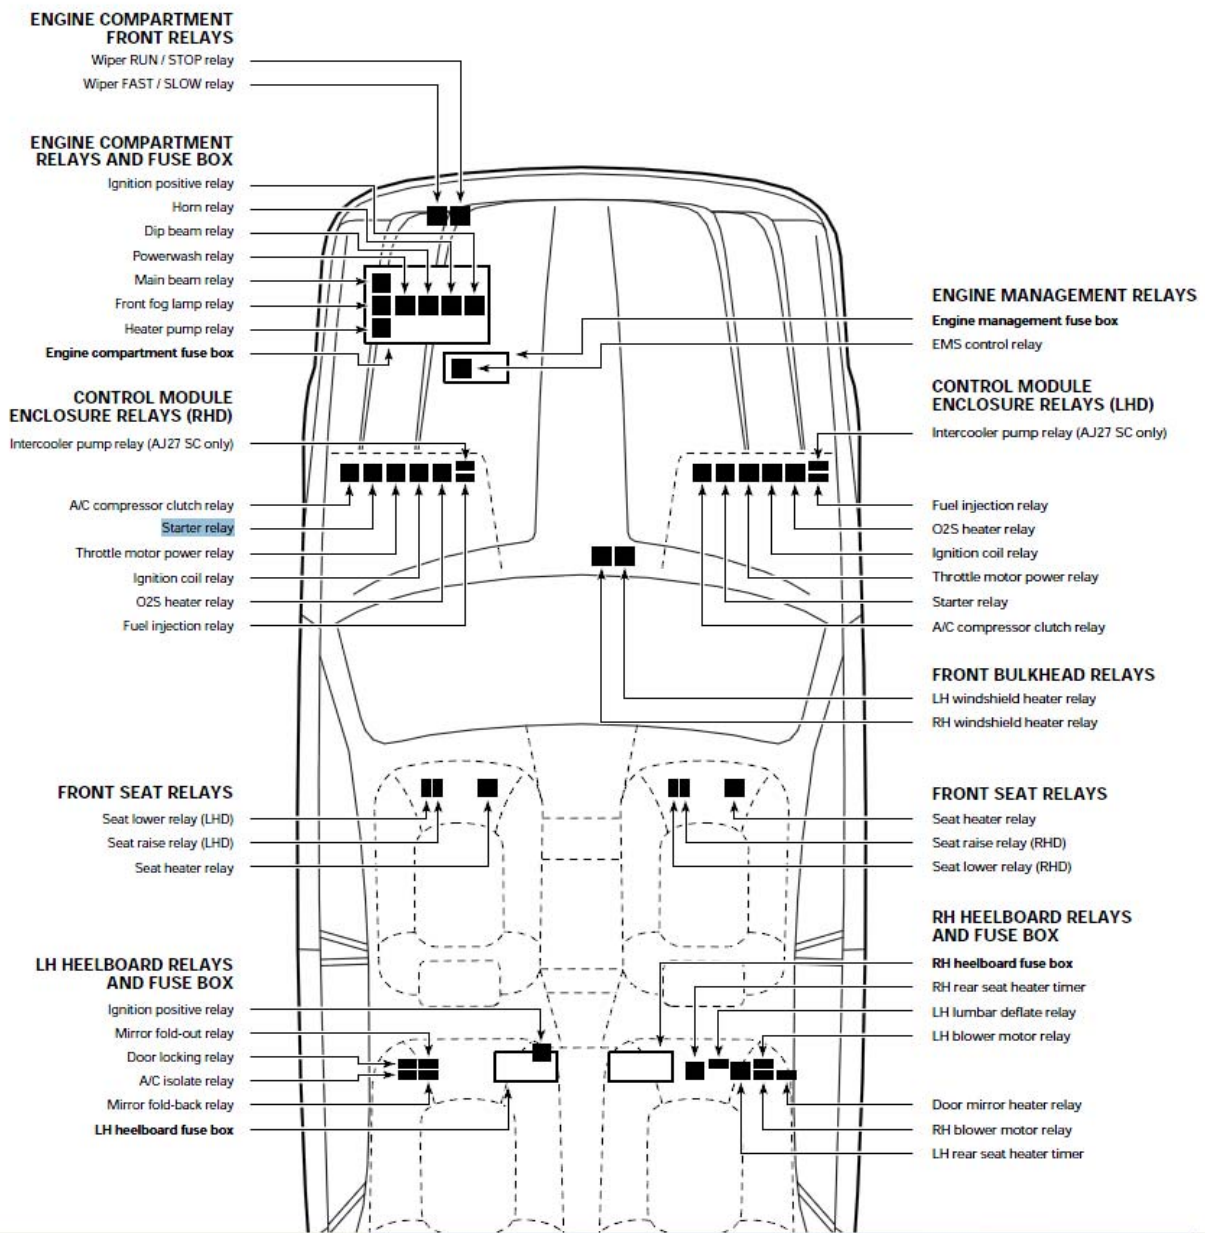 ENGINE COMPARTMENT
FRONT RELAYS
Wiper RUN / STOP relay
Wiper FAST / SLOW relay
ENGINE COMPARTMENT
RELAYS AND FUSE BOX
Ignition positive relay
Horn relay
Dip beam relay
Powerwash relay
Main beam relay
Front fog lamp relay
Heater pump relay
Engine compartment fuse box
CONTROL MODULE
ENCLOSURE RELAYS (RHD)
Intercooler pump relay (AJ27 SC only)
A/C compressor clutch relay
Starter relay
Throttle motor power relay
Ignition coil relay
O2S heater relay
Fuel injection relay
FRONT SEAT RELAYS
Seat lower relay (LHD)
Seat raise relay (LHD)
Seat heater relay
LH HEELBOARD RELAYS
AND FUSE BOX
Ignition positive relay
Mirror fold-out relay
Door locking relay
A/C isolate relay
Mirror fold-back relay
LH heelboard fuse box
ENGINE MANAGEMENT RELAYS
Engine management fuse box
EMS control relay
CONTROL MODULE
ENCLOSURE RELAYS (LHD)
Intercooler pump relay (AJ27 SC only)
Fuel injection relay
O2S heater relay
Ignition coil relay
Throttle motor power relay
Starter relay
A/C compressor clutch relay
FRONT BULKHEAD RELAYS
LH windshield heater relay
RH windshield heater relay
FRONT SEAT RELAYS
Seat heater relay
Seat raise relay (RHD)
Seat lower relay (RHD)
RH HEELBOARD RELAYS
AND FUSE BOX
RH heelboard fuse box
RH rear seat heater timer
LH lumbar deflate relay
LH blower motor relay
Door mirror heater relay
RH blower motor relay
LH rear seat heater timer